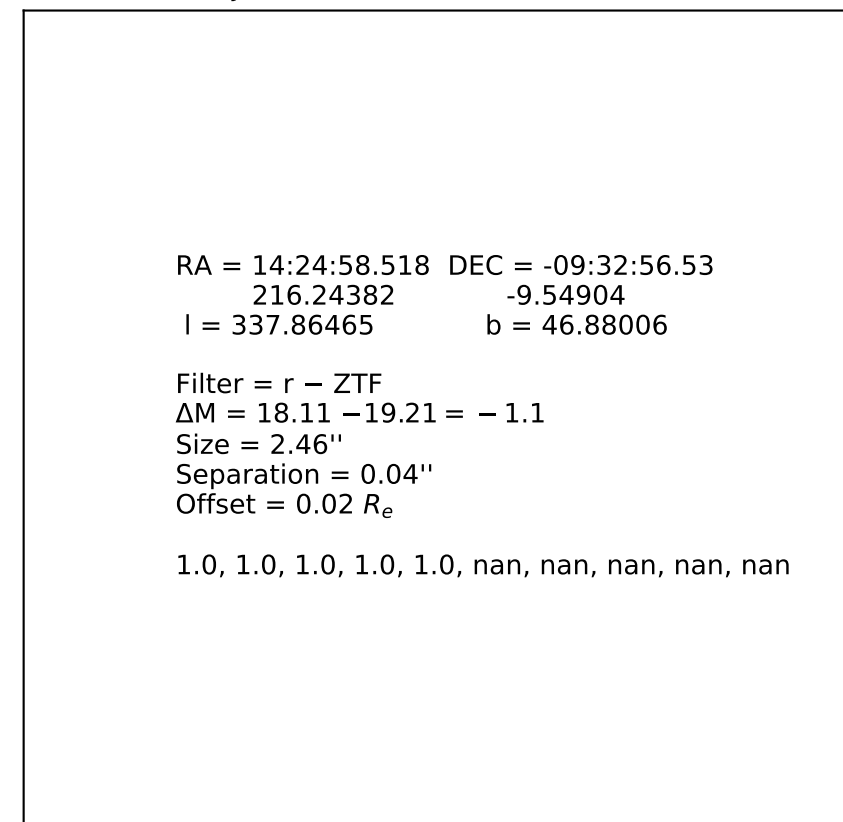 RA = 14:24:58.518 DEC = -09:32:56.53
216.24382 -9.54904
l = 337.86465 b = 46.88006
Filter = r − ZTF
ΔM = 18.11 −19.21 = − 1.1
Size = 2.46''
Separation = 0.04''
Offset = 0.02 Rₑ
1.0, 1.0, 1.0, 1.0, 1.0, nan, nan, nan, nan, nan